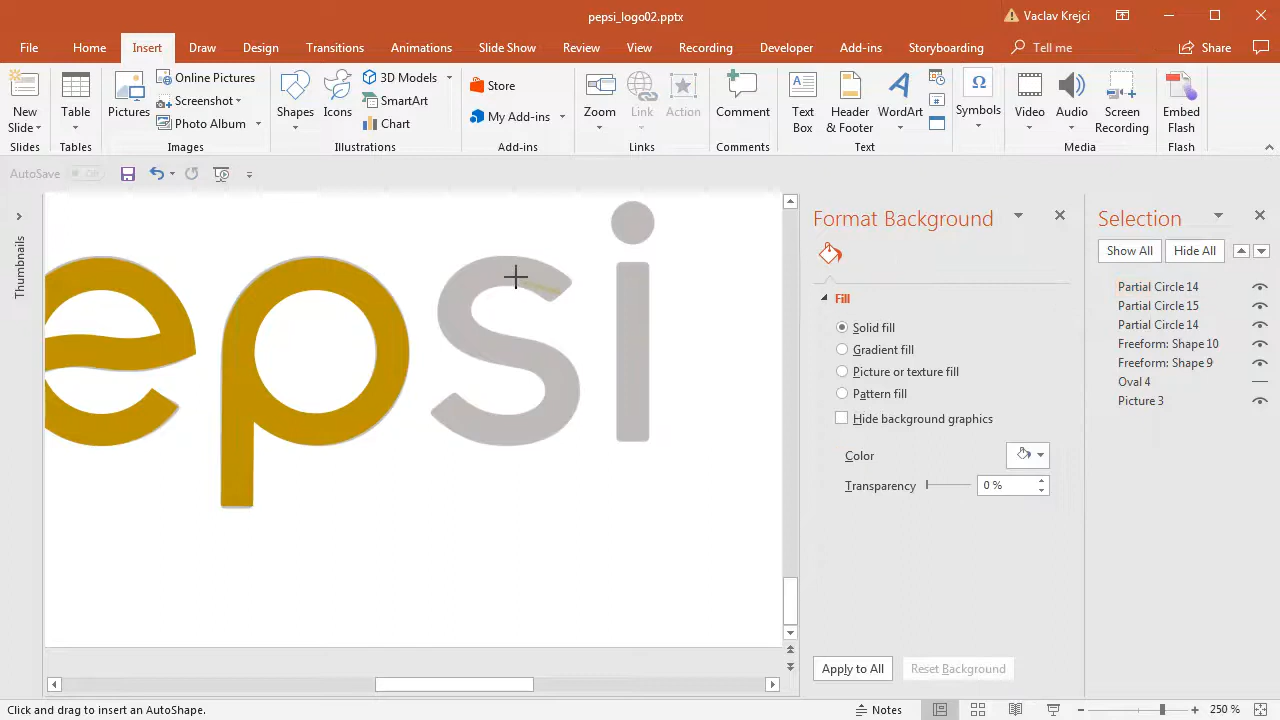 pepsi_logo02.pptx
Vaclav Krejci
File Home Insert Draw Design Transitions Animations Slide Show Review View Recording Developer Add-ins Storyboarding Tell me Share
New Slide
Table
Pictures
Online Pictures
Screenshot
Photo Album
Shapes
Icons
3D Models
SmartArt
Chart
Store
My Add-ins
Zoom
Link
Action
Comment
Text Box
Header & Footer
WordArt
Symbols
Video
Audio
Screen Recording
Embed Flash
Slides Tables Images Illustrations Add-ins Links Comments Text Media Flash
AutoSave Off
Thumbnails
epsi
Format Background
Fill
Solid fill
Gradient fill
Picture or texture fill
Pattern fill
Hide background graphics
Color
Transparency 0 %
Apply to All Reset Background
Selection
Show All Hide All
Partial Circle 14
Partial Circle 15
Partial Circle 14
Freeform: Shape 10
Freeform: Shape 9
Oval 4
Picture 3
Click and drag to insert an AutoShape.
Notes
250 %